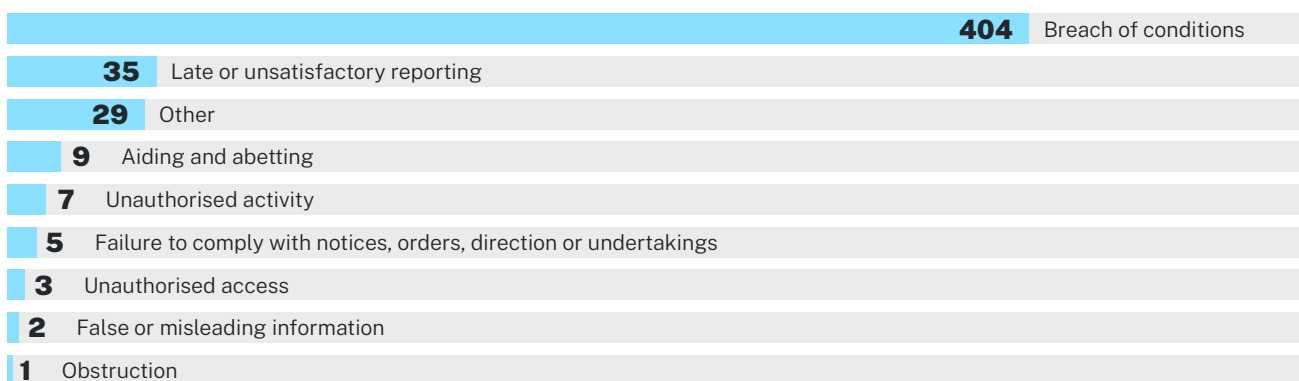 404 Breach of conditions
35 Late or unsatisfactory reporting
29 Other
9 Aiding and abetting
7 Unauthorised activity
5 Failure to comply with notices, orders, direction or undertakings
3 Unauthorised access
2 False or misleading information
1 Obstruction